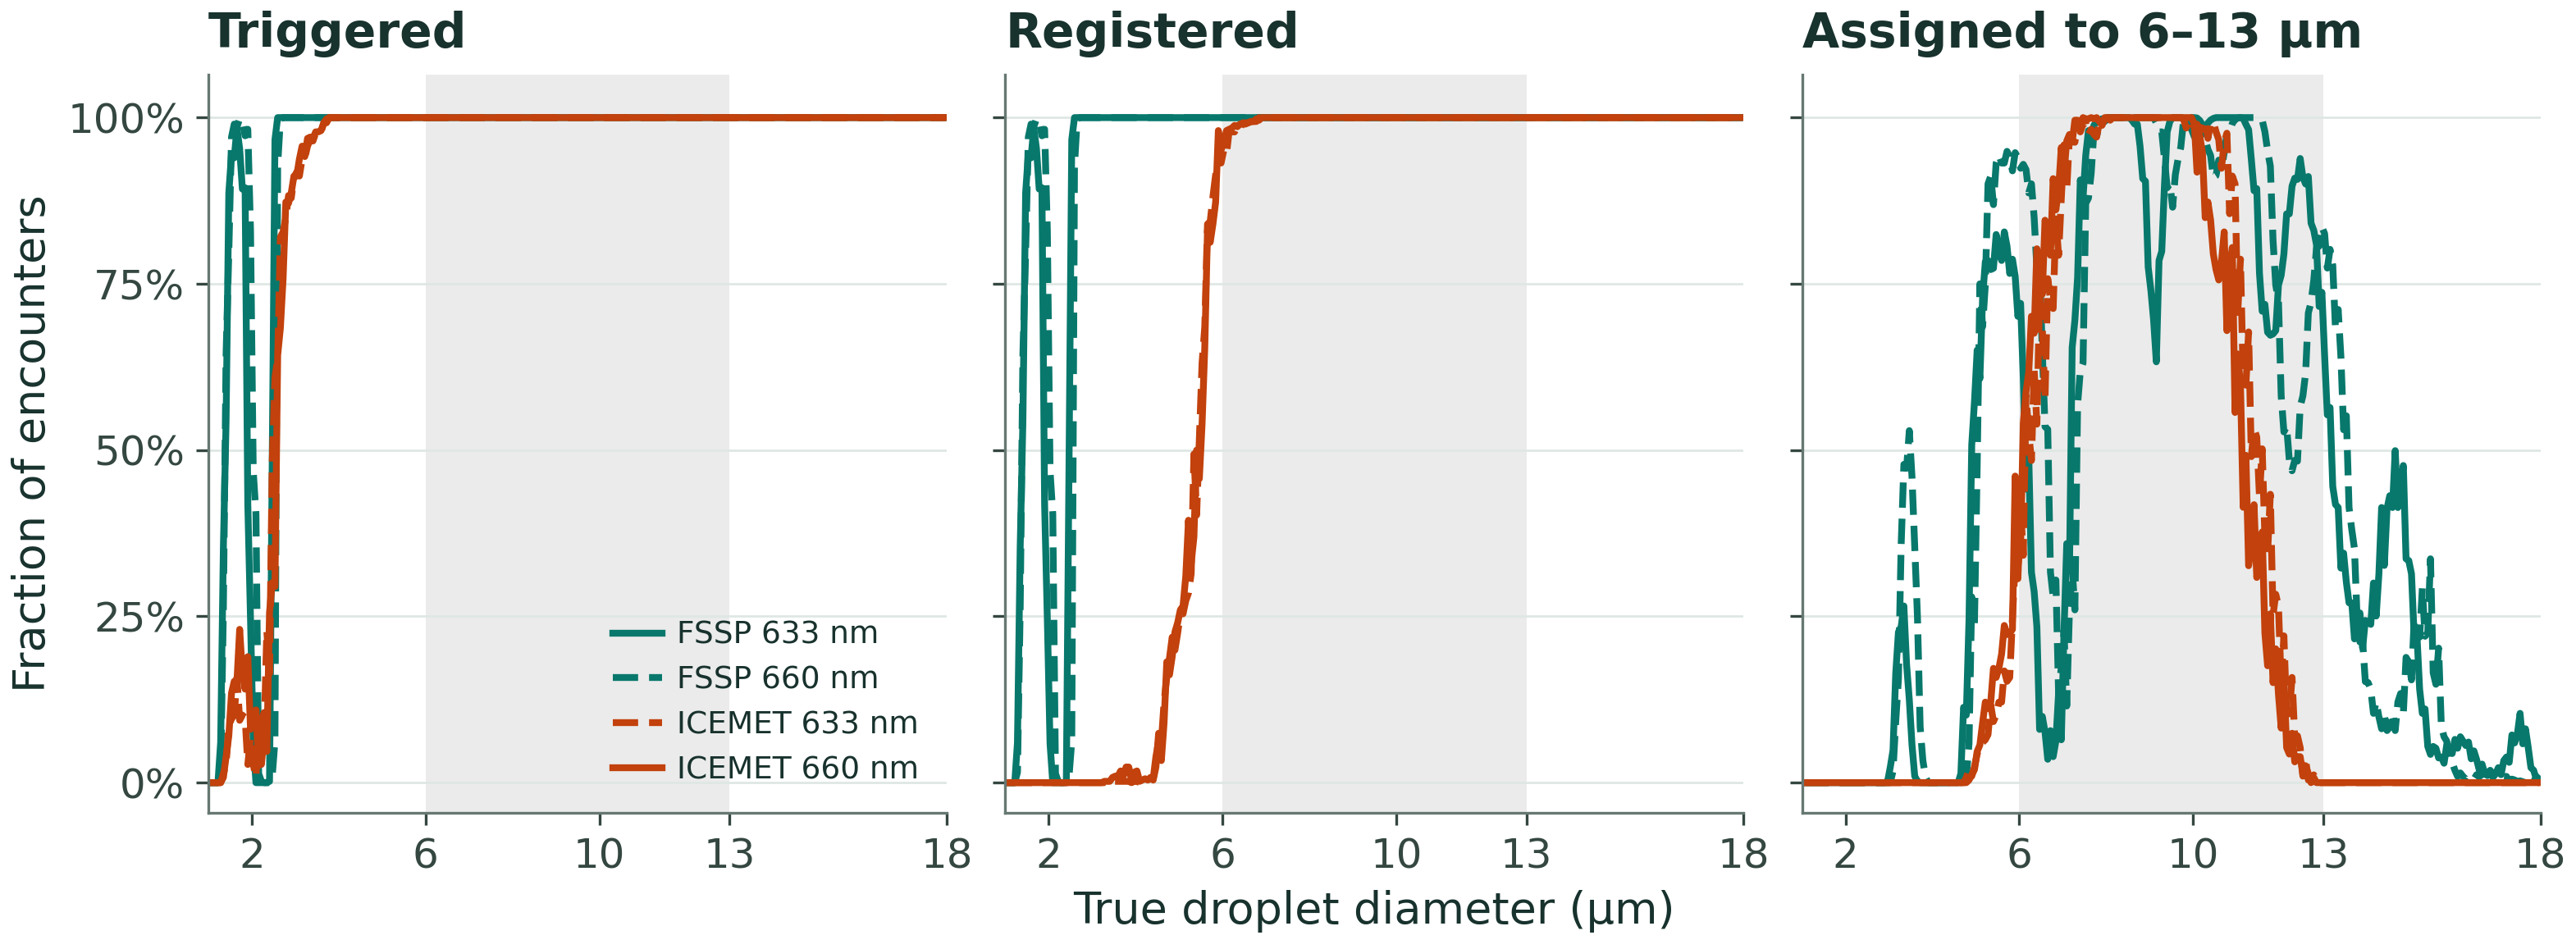 Triggered
Registered
Assigned to 6–13 µm
Fraction of encounters
100%
75%
50%
25%
0%
FSSP 633 nm
FSSP 660 nm
ICEMET 633 nm
ICEMET 660 nm
2 6 10 13 18
2 6 10 13 18
2 6 10 13 18
True droplet diameter (µm)